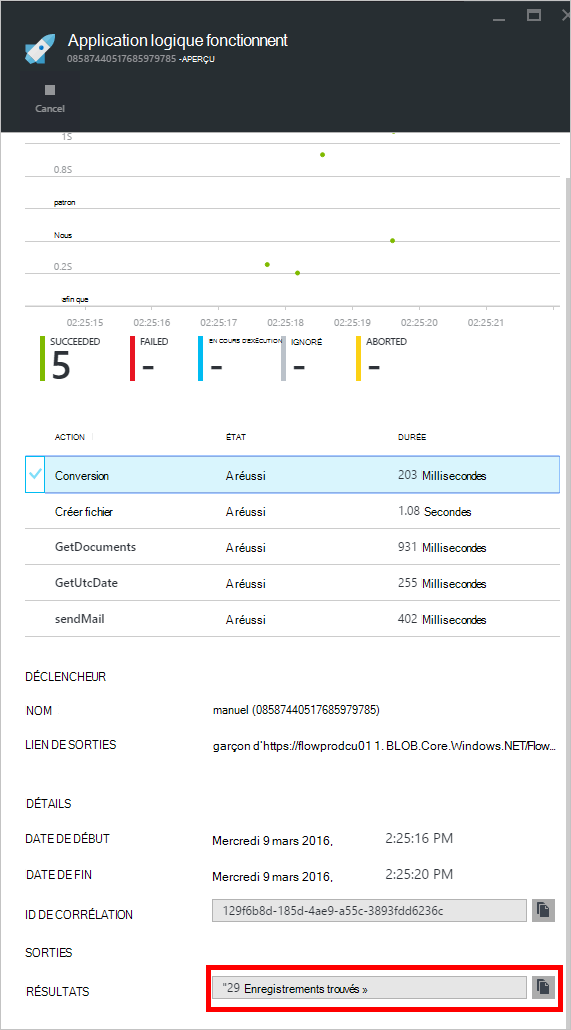 Application logique fonctionnent
08587440517685979785 -APERÇU
Cancel
1S
0.8S
patron
Nous
0.2S
afin que
02:25:15 02:25:16 02:25:17 02:25:18 02:25:19 02:25:20 02:25:21
SUCCEEDED FAILED EN COURS D'EXÉCUTION IGNORÉ ABORTED
5 - - - -
ACTION ÉTAT DURÉE
Conversion A réussi 203 Millisecondes
Créer fichier A réussi 1.08 Secondes
GetDocuments A réussi 931 Millisecondes
GetUtcDate A réussi 255 Millisecondes
sendMail A réussi 402 Millisecondes
DÉCLENCHEUR
NOM manuel (08587440517685979785)
LIEN DE SORTIES garçon d'https://flowprodcu01 1. BLOB.Core.Windows.NET/Flow...
DÉTAILS
DATE DE DÉBUT Mercredi 9 mars 2016, 2:25:16 PM
DATE DE FIN Mercredi 9 mars 2016, 2:25:20 PM
ID DE CORRÉLATION 129f6b8d-185d-4ae9-a55c-3893fdd6236c
SORTIES
RÉSULTATS "29 Enregistrements trouvés »